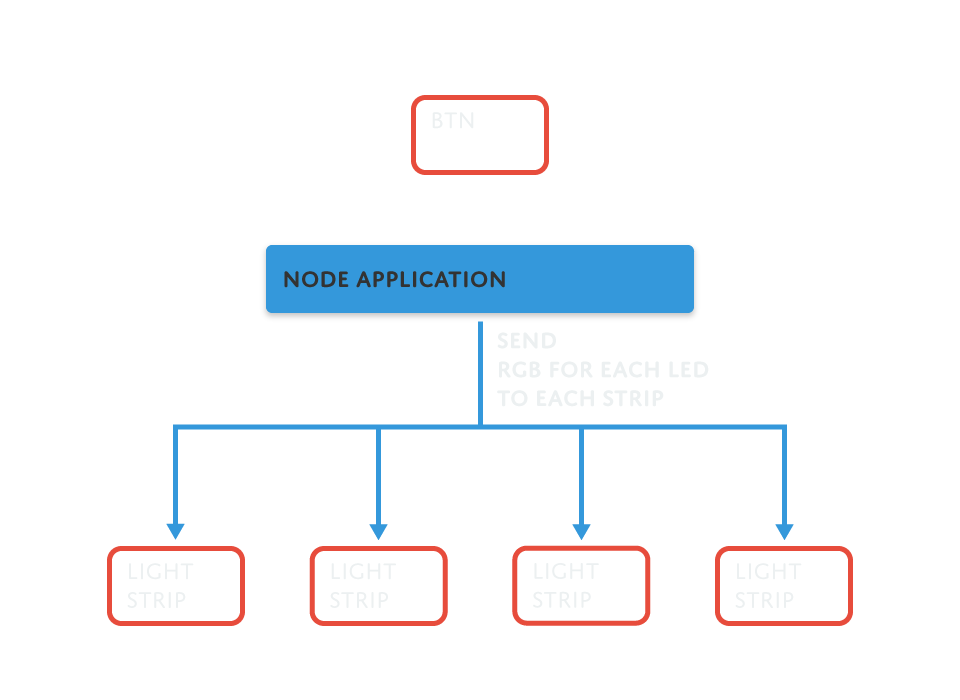 BTN
NODE APPLICATION
SEND
RGB FOR EACH LED
TO EACH STRIP
LIGHT
STRIP
LIGHT
STRIP
LIGHT
STRIP
LIGHT
STRIP